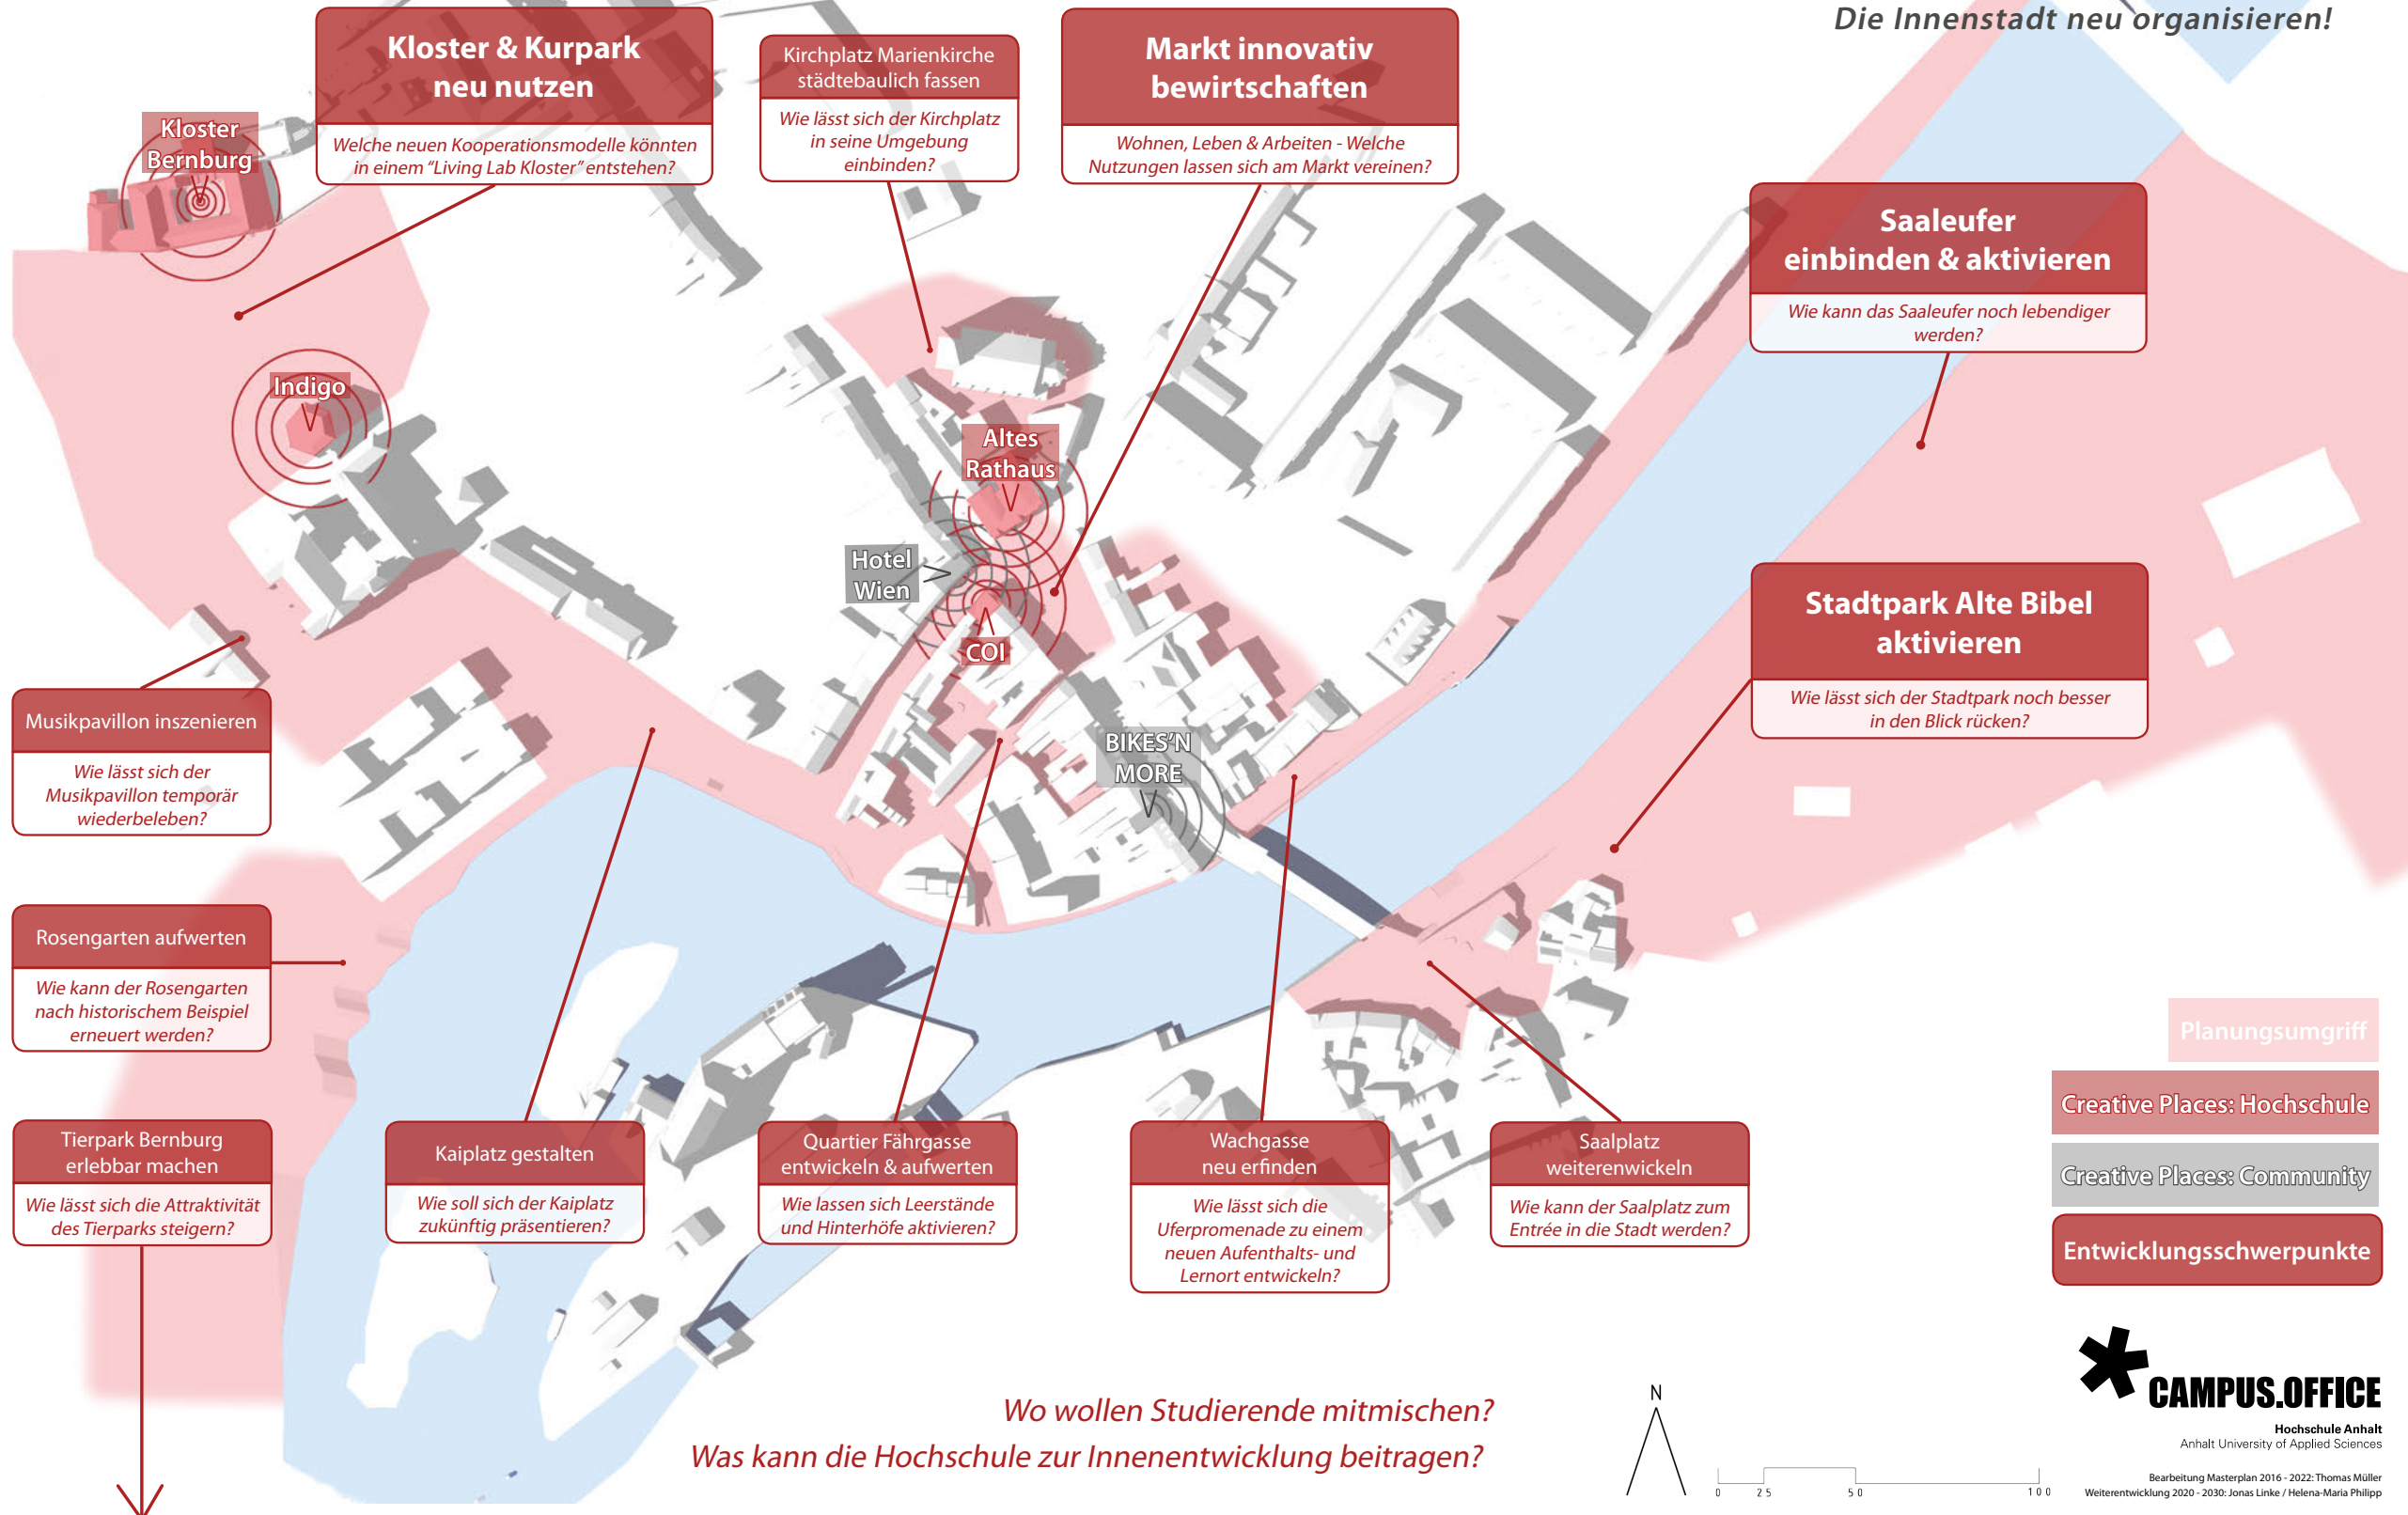 Die Innenstadt neu organisieren!
Kloster & Kurpark
neu nutzen
Welche neuen Kooperationsmodelle könnten
in einem “Living Lab Kloster” entstehen?
Kirchplatz Marienkirche
städtebaulich fassen
Wie lässt sich der Kirchplatz
in seine Umgebung
einbinden?
Markt innovativ
bewirtschaften
Wohnen, Leben & Arbeiten - Welche
Nutzungen lassen sich am Markt vereinen?
Kloster
Bernburg
Saaleufer
einbinden & aktivieren
Wie kann das Saaleufer noch lebendiger
werden?
Indigo
Altes
Rathaus
Hotel
Wien
COI
Stadtpark Alte Bibel
aktivieren
Wie lässt sich der Stadtpark noch besser
in den Blick rücken?
Musikpavillon inszenieren
Wie lässt sich der
Musikpavillon temporär
wiederbeleben?
BIKES’N
MORE
Rosengarten aufwerten
Wie kann der Rosengarten
nach historischem Beispiel
erneuert werden?
Tierpark Bernburg
erlebbar machen
Wie lässt sich die Attraktivität
des Tierparks steigern?
Kaiplatz gestalten
Wie soll sich der Kaiplatz
zukünftig präsentieren?
Quartier Fährgasse
entwickeln & aufwerten
Wie lassen sich Leerstände
und Hinterhöfe aktivieren?
Wachgasse
neu erfinden
Wie lässt sich die
Uferpromenade zu einem
neuen Aufenthalts- und
Lernort entwickeln?
Saalplatz
weiterenwickeln
Wie kann der Saalplatz zum
Entrée in die Stadt werden?
Planungsumgriff
Creative Places: Hochschule
Creative Places: Community
Entwicklungsschwerpunkte
Wo wollen Studierende mitmischen?
Was kann die Hochschule zur Innenentwicklung beitragen?
N
0 25 50 100
CAMPUS.OFFICE
Hochschule Anhalt
Anhalt University of Applied Sciences
Bearbeitung Masterplan 2016 - 2022: Thomas Müller
Weiterentwicklung 2020 - 2030: Jonas Linke / Helena-Maria Philipp